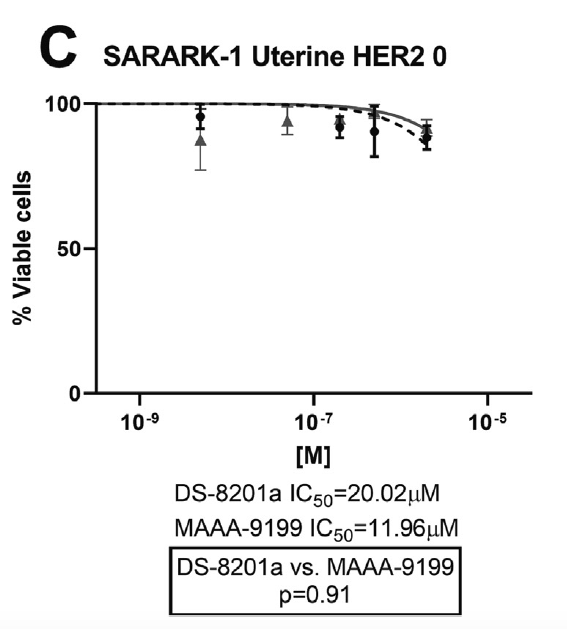 C SARARK-1 Uterine HER2 0
100
% Viable cells
50
0
10-9
10-7
10-5
[M]
DS-8201a IC50=20.02µM
MAAA-9199 IC50=11.96µM
DS-8201a vs. MAAA-9199
p=0.91